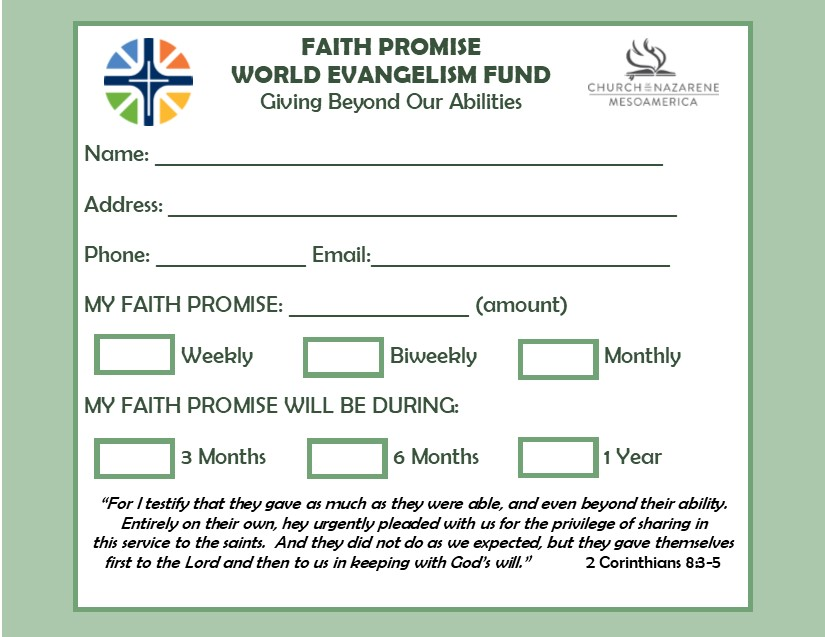 FAITH PROMISE
WORLD EVANGELISM FUND
Giving Beyond Our Abilities
CHURCH OF THE NAZARENE
MESOAMERICA
Name: ___
Address: ___
Phone: ___ Email: ___
MY FAITH PROMISE: ___ (amount)
Weekly Biweekly Monthly
MY FAITH PROMISE WILL BE DURING:
3 Months 6 Months 1 Year
“For I testify that they gave as much as they were able, and even beyond their ability.
Entirely on their own, hey urgently pleaded with us for the privilege of sharing in
this service to the saints. And they did not do as we expected, but they gave themselves
first to the Lord and then to us in keeping with God’s will.” 2 Corinthians 8:3-5